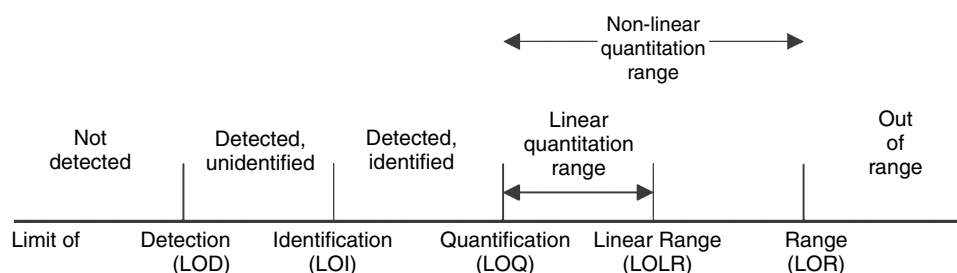 Non-linear
quantitation
range
Not
detected
Detected,
unidentified
Detected,
identified
Linear
quantitation
range
Out
of
range
Limit of
Detection
(LOD)
Identification
(LOI)
Quantification
(LOQ)
Linear Range
(LOLR)
Range
(LOR)